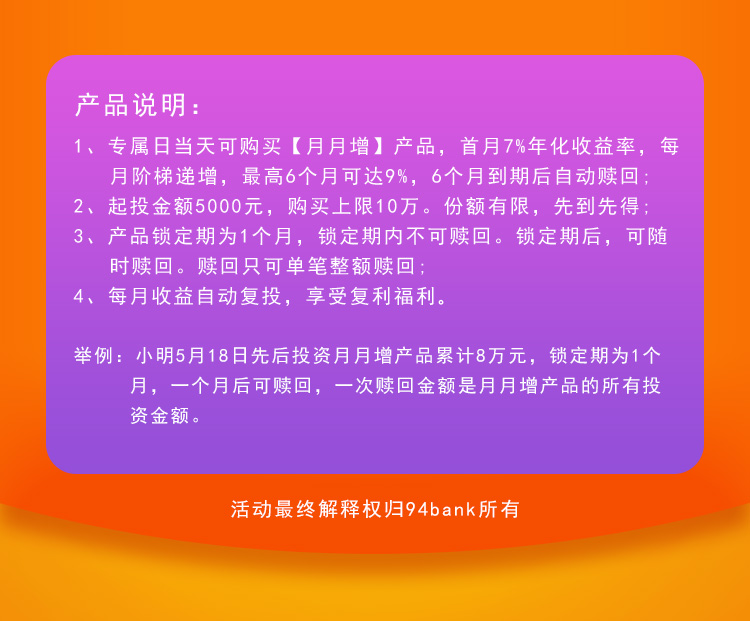 产品说明：
1、专属日当天可购买【月月增】产品，首月7%年化收益率，每
月阶梯递增，最高6个月可达9%，6个月到期后自动赎回；
2、起投金额5000元，购买上限10万。份额有限，先到先得；
3、产品锁定期为1个月，锁定期内不可赎回。锁定期后，可随
时赎回。赎回只可单笔整额赎回；
4、每月收益自动复投，享受复利福利。
举例：小明5月18日先后投资月月增产品累计8万元，锁定期为1个
月，一个月后可赎回，一次赎回金额是月月增产品的所有投
资金额。
活动最终解释权归94bank所有